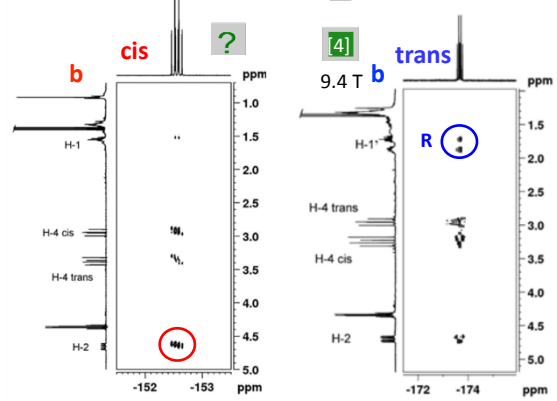 cis
?
b
ppm
1.0
1.5
2.0
2.5
3.0
3.5
4.0
4.5
5.0
H-1
H-4 cis
H-4 trans
H-2
-152
-153
ppm
[4]
9.4 T
b
trans
ppm
1.0
1.5
2.0
2.5
3.0
3.5
4.0
4.5
5.0
H-1'
R
H-4 trans
H-4 cis
H-2
-172
-174
ppm